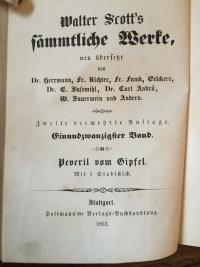 Walter Scott's
sämmtliche Werke,
neu übersetzt
von
Dr. Herrmann, Fr. Richter, Fr. Funck, Oelckers,
Dr. E. Susemihl, Dr. Carl Andrä,
W. Sauerwein und Andern.
Zweite vermehrte Auflage.
Einundzwanzigster Band.
Peveril vom Gipfel.
Mit 1 Stahlstich.
Stuttgart.
Hoffmann'sche Verlags-Buchhandlung.